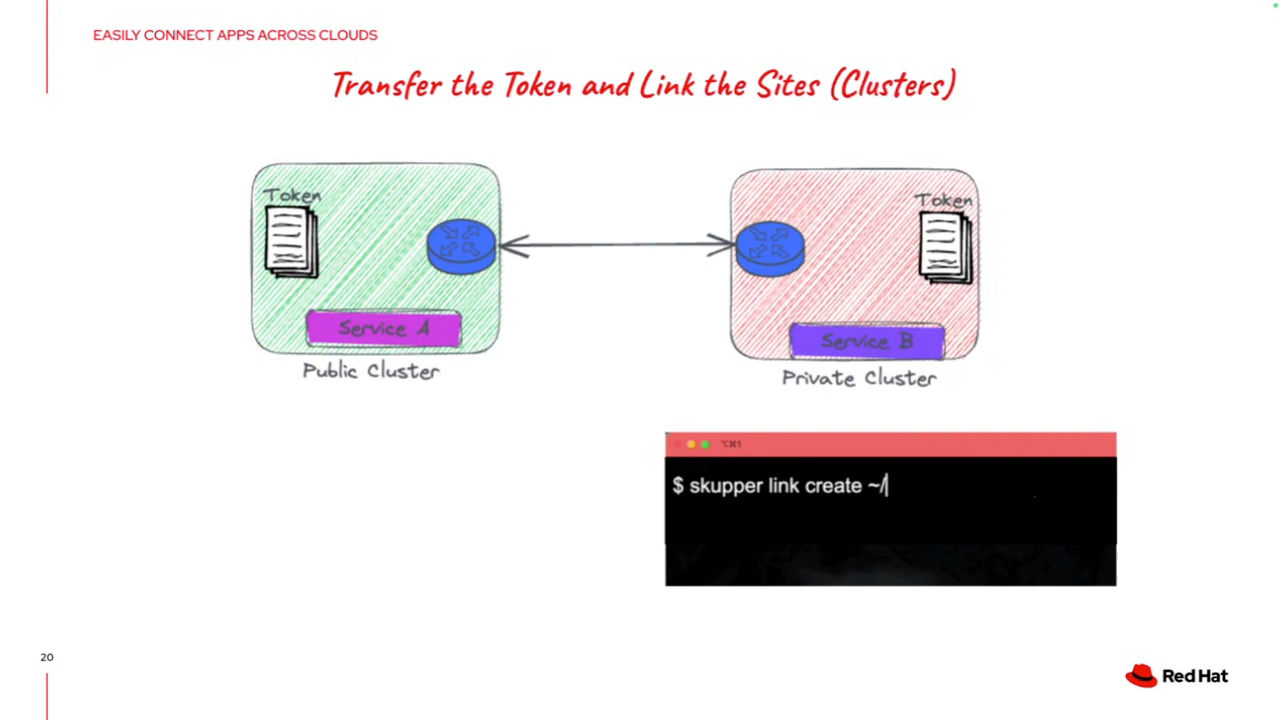 EASILY CONNECT APPS ACROSS CLOUDS
Transfer the Token and Link the Sites (Clusters)
Token
Token
Service A
Service B
Public Cluster
Private Cluster
⌥⌘1
$ skupper link create ~/
20
Red Hat